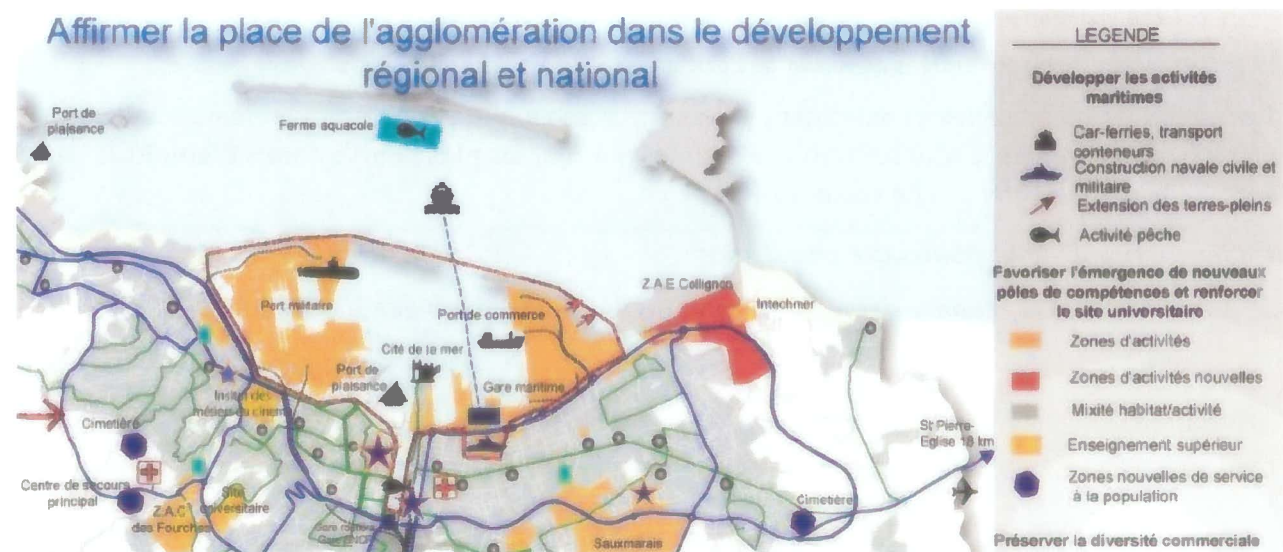 Affirmer la place de l'agglomération dans le développement
régional et national
Port de
plaisance
Ferme aquacole
Z.A.E Collignon
Intechmer
Port militaire
Port de commerce
Cité de la mer
Port de
plaisance
Gare maritime
Institut des
métiers du cinéma
Cimetière
St Pierre-
Eglise 18 km
Centre de secours
principal
Site
universitaire
Z.A.C
des Fourches
Cimetière
Sauxmarais
LEGENDE
Développer les activités
maritimes
Car-ferries, transport
conteneurs
Construction navale civile et
militaire
Extension des terres-pleins
Activité pêche
Favoriser l'émergence de nouveaux
pôles de compétences et renforcer
le site universitaire
Zones d'activités
Zones d'activités nouvelles
Mixité habitat/activité
Enseignement supérieur
Zones nouvelles de service
à la population
Préserver la diversité commerciale